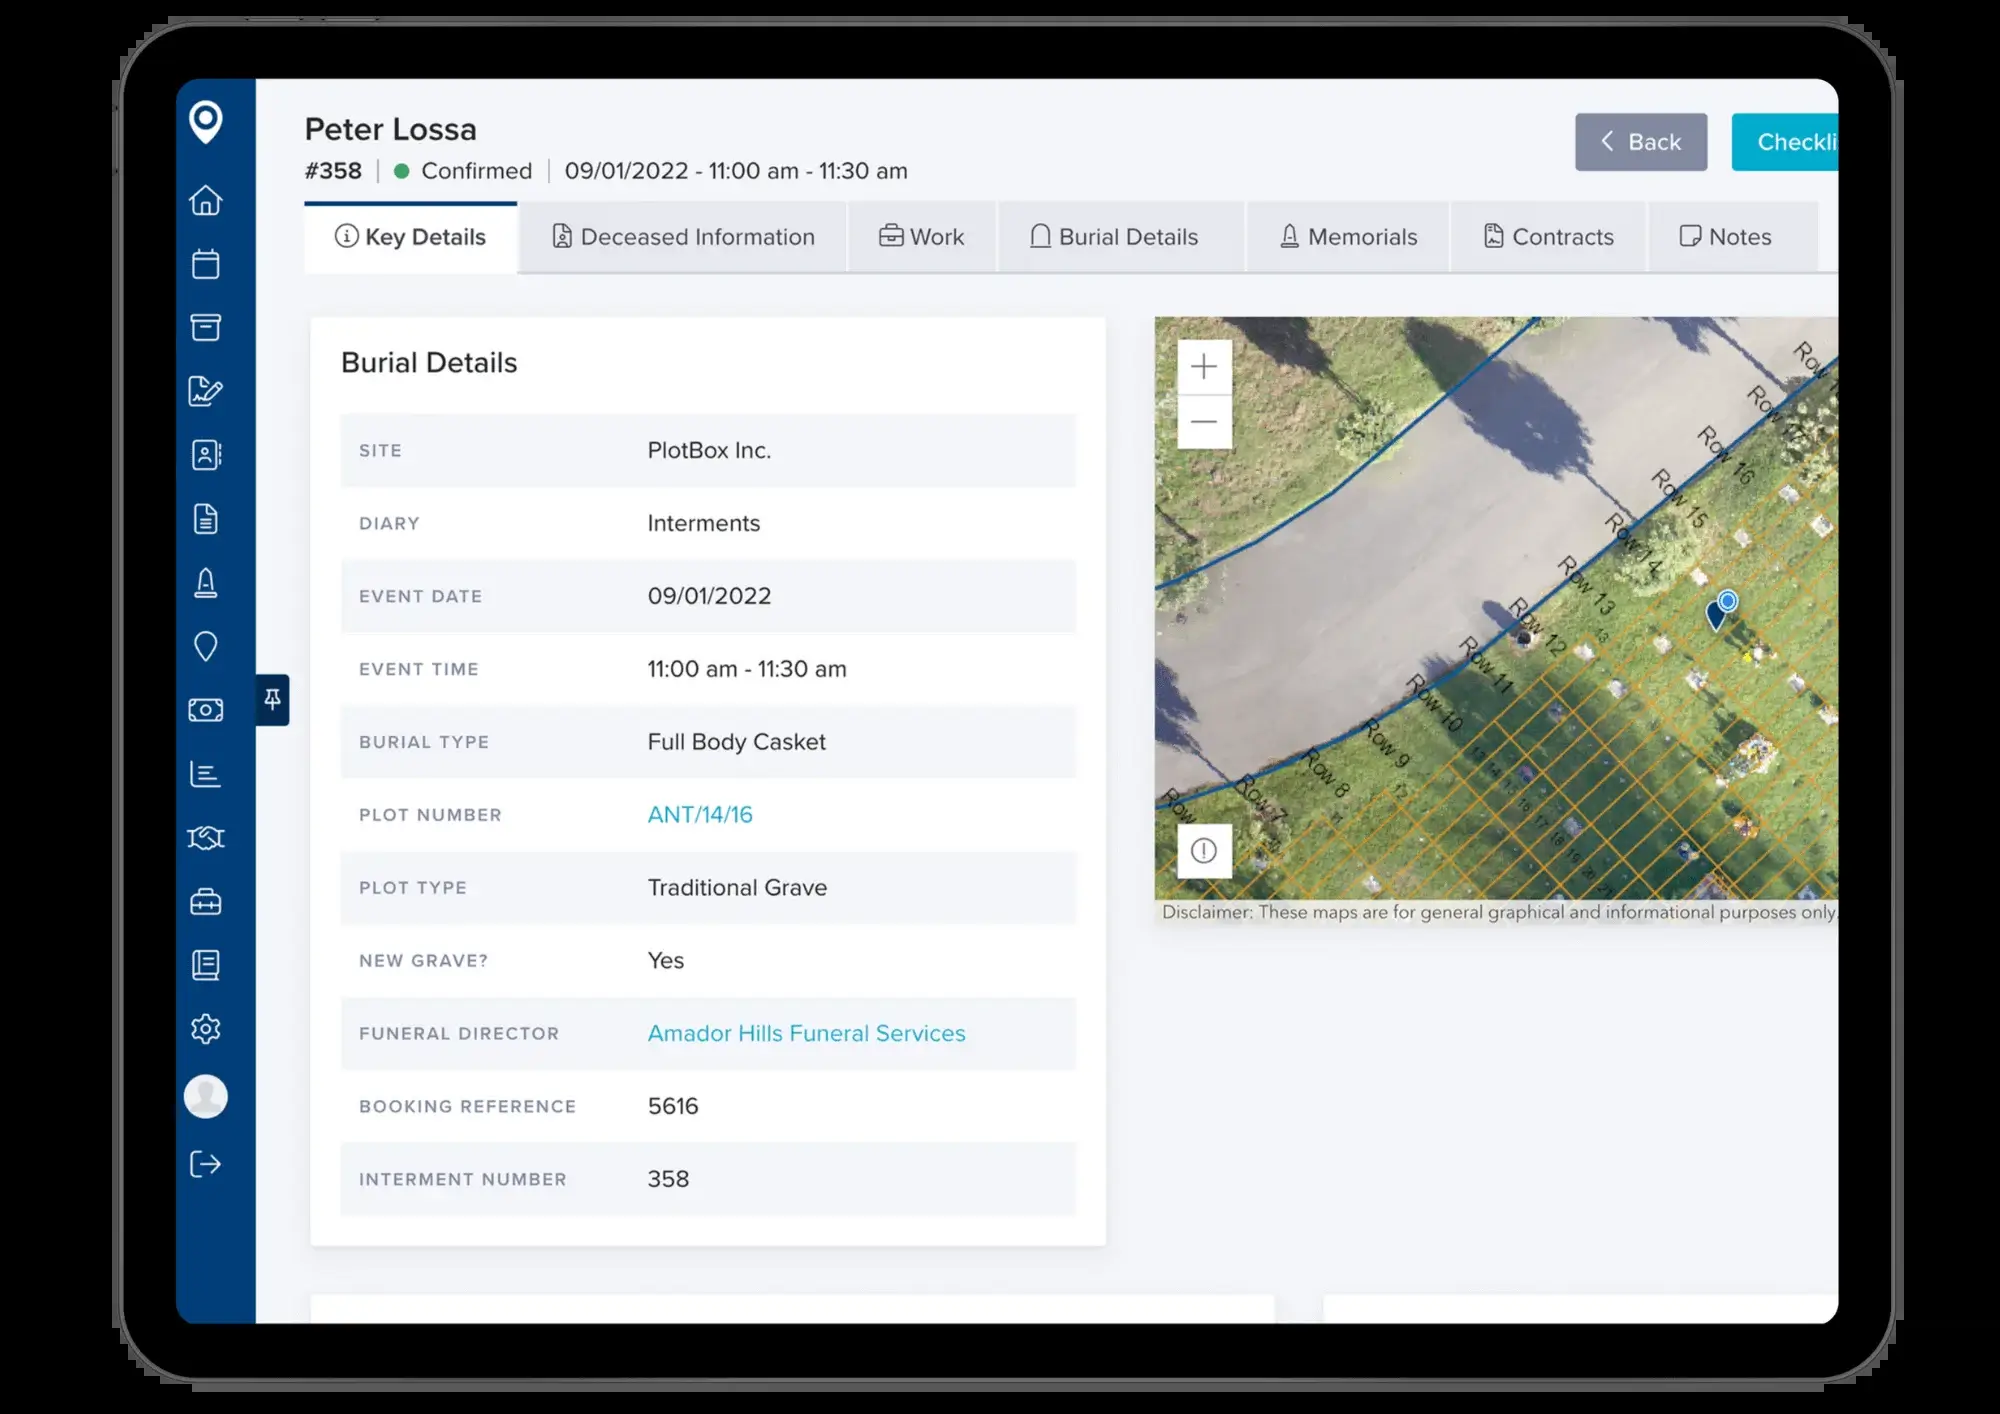 Peter Lossa
Back
Checkli
#358 Confirmed 09/01/2022 - 11:00 am - 11:30 am
Key Details Deceased Information Work Burial Details Memorials Contracts Notes
Burial Details
SITE PlotBox Inc.
DIARY Interments
EVENT DATE 09/01/2022
EVENT TIME 11:00 am - 11:30 am
BURIAL TYPE Full Body Casket
PLOT NUMBER ANT/14/16
PLOT TYPE Traditional Grave
NEW GRAVE? Yes
FUNERAL DIRECTOR Amador Hills Funeral Services
BOOKING REFERENCE 5616
INTERMENT NUMBER 358
Row 1
Row 17
Row 16
Row 15
Row 14
Row 13
Row 12
Row 11
Row 10
Row 9
Row 8
Row 7
Row
Disclaimer: These maps are for general graphical and informational purposes only.